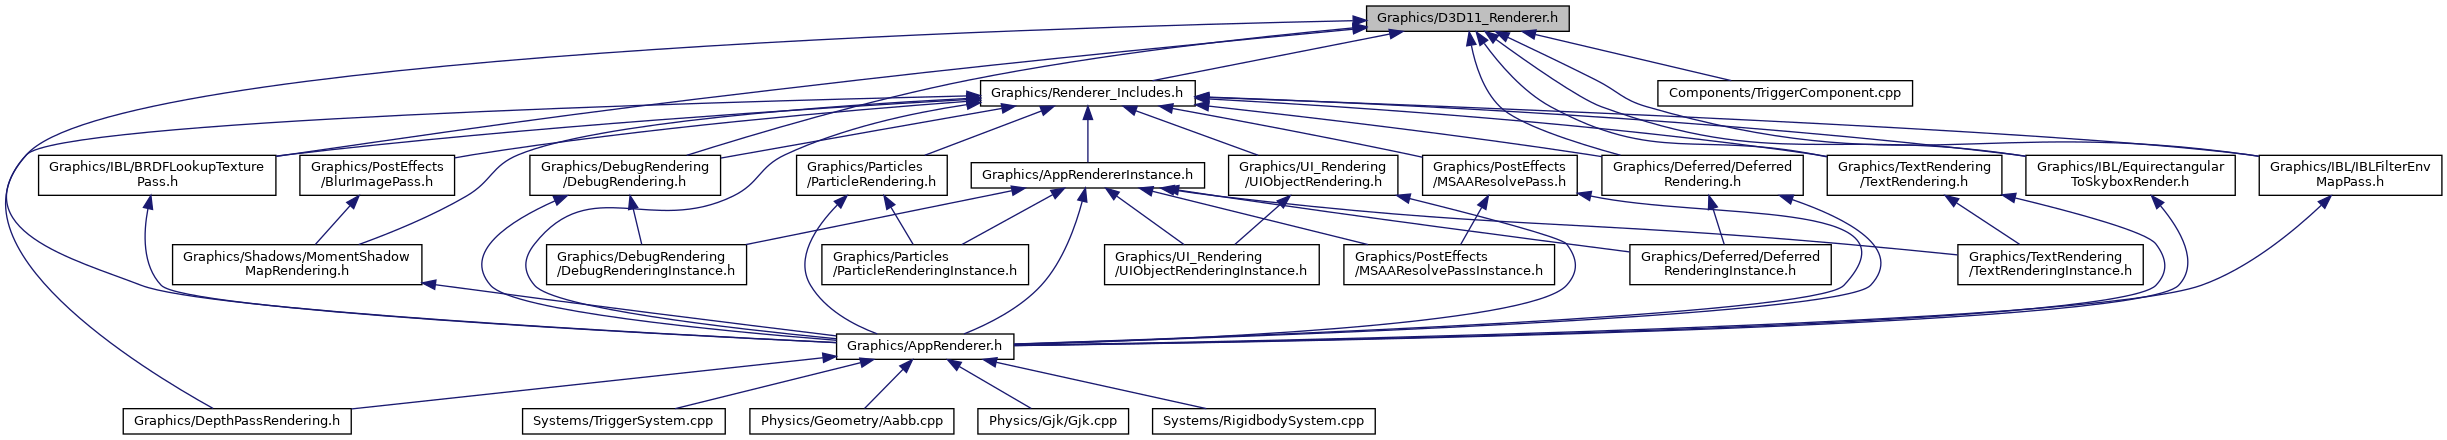 Graphics/D3D11_Renderer.h
Graphics/Renderer_Includes.h
Components/TriggerComponent.cpp
Graphics/IBL/BRDFLookupTexture
Pass.h
Graphics/PostEffects
/BlurImagePass.h
Graphics/DebugRendering
/DebugRendering.h
Graphics/Particles
/ParticleRendering.h
Graphics/AppRendererInstance.h
Graphics/UI_Rendering
/UIObjectRendering.h
Graphics/PostEffects
/MSAAResolvePass.h
Graphics/Deferred/Deferred
Rendering.h
Graphics/TextRendering
/TextRendering.h
Graphics/IBL/Equirectangular
ToSkyboxRender.h
Graphics/IBL/IBLFilterEnv
MapPass.h
Graphics/Shadows/MomentShadow
MapRendering.h
Graphics/DebugRendering
/DebugRenderingInstance.h
Graphics/Particles
/ParticleRenderingInstance.h
Graphics/UI_Rendering
/UIObjectRenderingInstance.h
Graphics/PostEffects
/MSAAResolvePassInstance.h
Graphics/Deferred/Deferred
RenderingInstance.h
Graphics/TextRendering
/TextRenderingInstance.h
Graphics/AppRenderer.h
Graphics/DepthPassRendering.h
Systems/TriggerSystem.cpp
Physics/Geometry/Aabb.cpp
Physics/Gjk/Gjk.cpp
Systems/RigidbodySystem.cpp